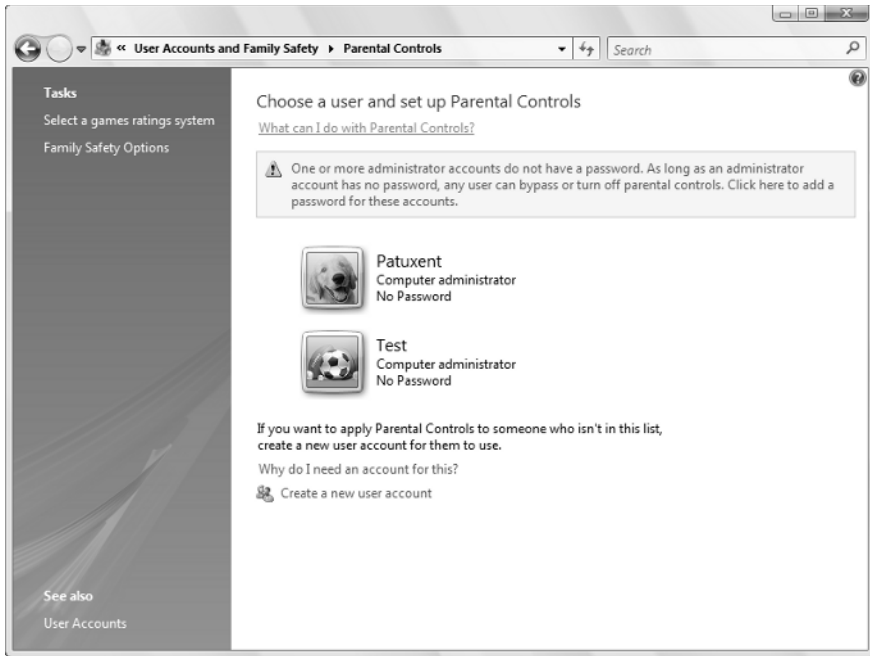 « User Accounts and Family Safety ▸ Parental Controls
Search
Tasks
Select a games ratings system
Family Safety Options
Choose a user and set up Parental Controls
What can I do with Parental Controls?
One or more administrator accounts do not have a password. As long as an administrator
account has no password, any user can bypass or turn off parental controls. Click here to add a
password for these accounts.
Patuxent
Computer administrator
No Password
Test
Computer administrator
No Password
If you want to apply Parental Controls to someone who isn't in this list,
create a new user account for them to use.
Why do I need an account for this?
Create a new user account
See also
User Accounts